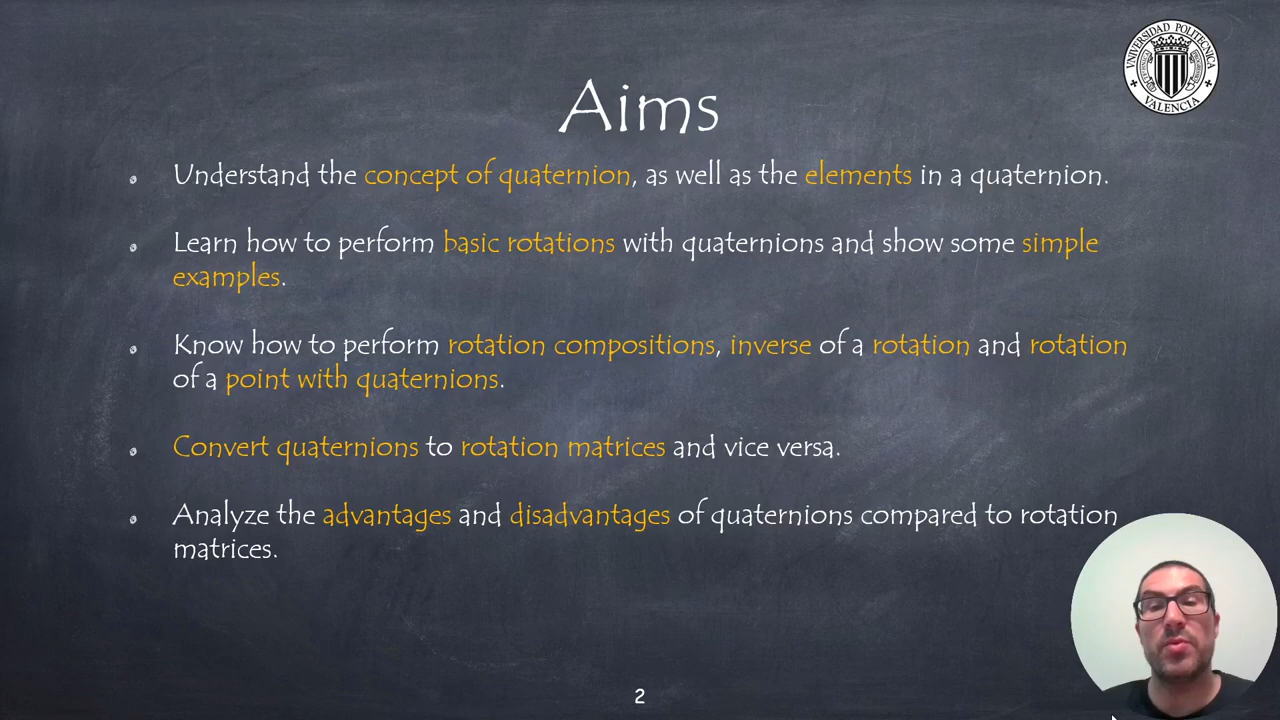 UNIVERSIDAD POLITECNICA
VALENCIA
Aims
Understand the concept of quaternion, as well as the elements in a quaternion.
Learn how to perform basic rotations with quaternions and show some simple
examples.
Know how to perform rotation compositions, inverse of a rotation and rotation
of a point with quaternions.
Convert quaternions to rotation matrices and vice versa.
Analyze the advantages and disadvantages of quaternions compared to rotation
matrices.
2